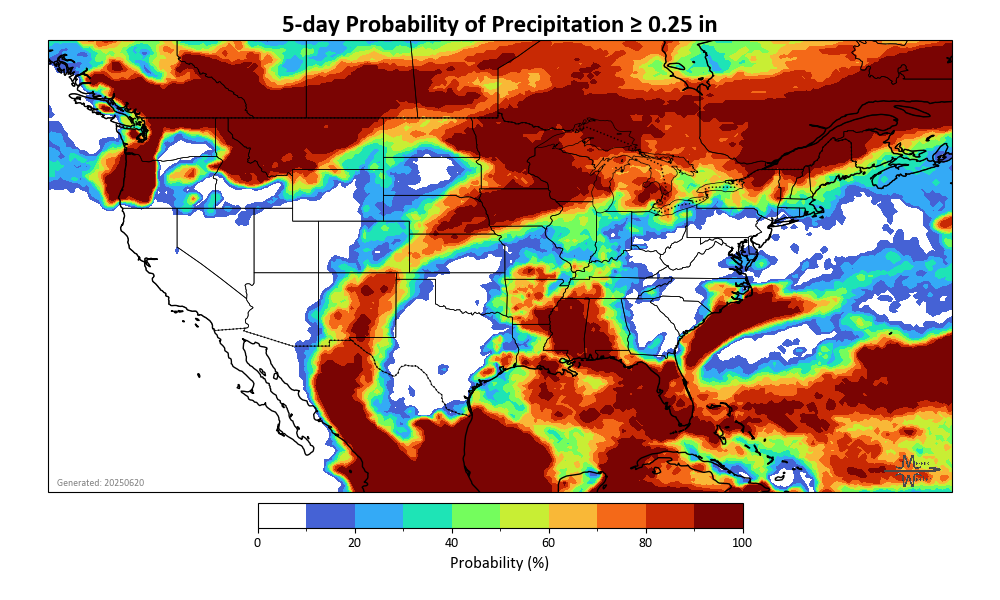 5-day Probability of Precipitation ≥ 0.25 in
Generated: 20250620
0 20 40 60 80 100
Probability (%)